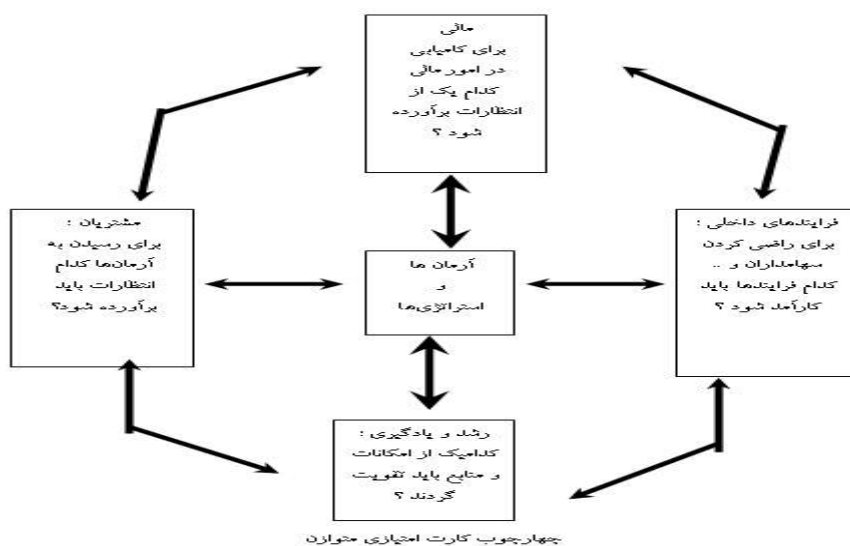 مالی
برای کامیابی
در امور مالی
کدام یک از
انتظارات برآورده
شود ؟
مشتریان :
برای رسیدن به
آرمان‌ها کدام
انتظارات باید
برآورده شود؟
آرمان ها
و
استراتژی‌ها
فرایندهای داخلی :
برای راضی کردن
سهامداران و ..
کدام فرایندها باید
کارآمد شود ؟
رشد و یادگیری :
کدامیک از امکانات
و منابع باید تقویت
گردند ؟
چهارچوب کارت امتیازی متوازن